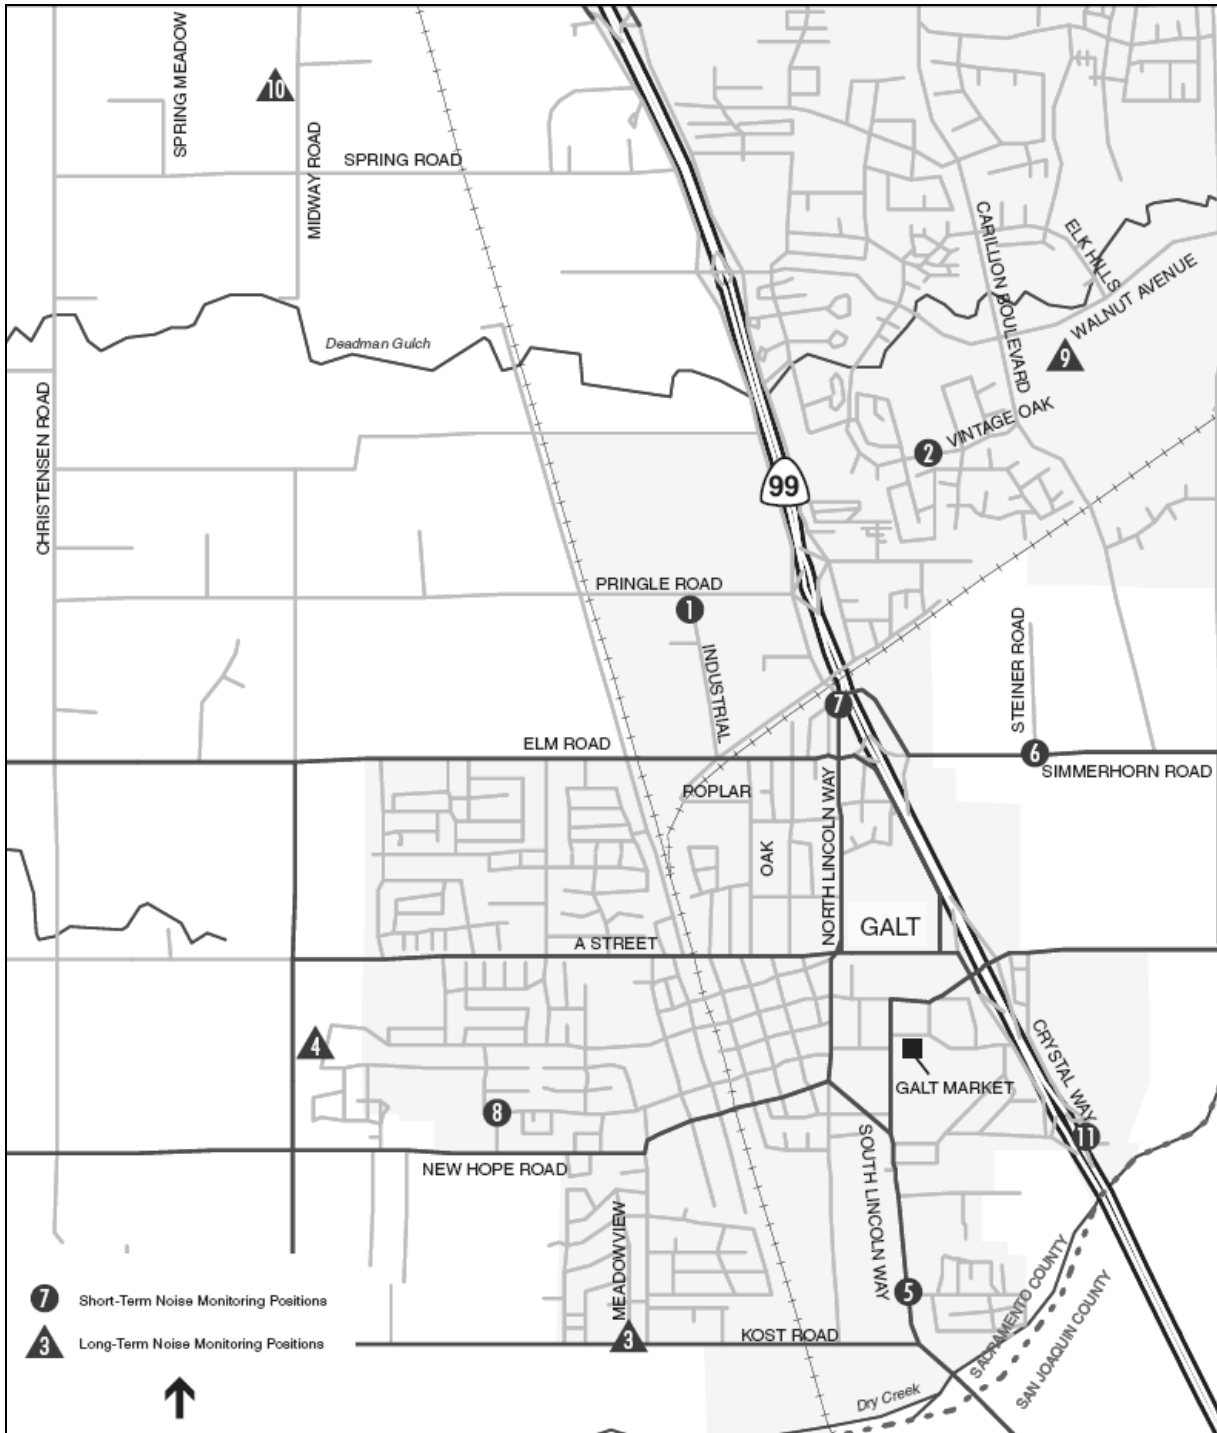 SPRING MEADOW
10
MIDWAY ROAD
SPRING ROAD
CARILLION BOULEVARD
ELK HILLS
WALNUT AVENUE
Deadman Gulch
9
CHRISTENSEN ROAD
VINTAGE OAK
2
99
PRINGLE ROAD
1
INDUSTRIAL
STEINER ROAD
7
ELM ROAD
6
SIMMERHORN ROAD
POPLAR
OAK
NORTH LINCOLN WAY
GALT
A STREET
4
CRYSTAL WAY
GALT MARKET
8
11
SOUTH LINCOLN WAY
NEW HOPE ROAD
MEADOWVIEW
SACRAMENTO COUNTY
SAN JOAQUIN COUNTY
5
7 Short-Term Noise Monitoring Positions
3 Long-Term Noise Monitoring Positions
3
KOST ROAD
Dry Creek